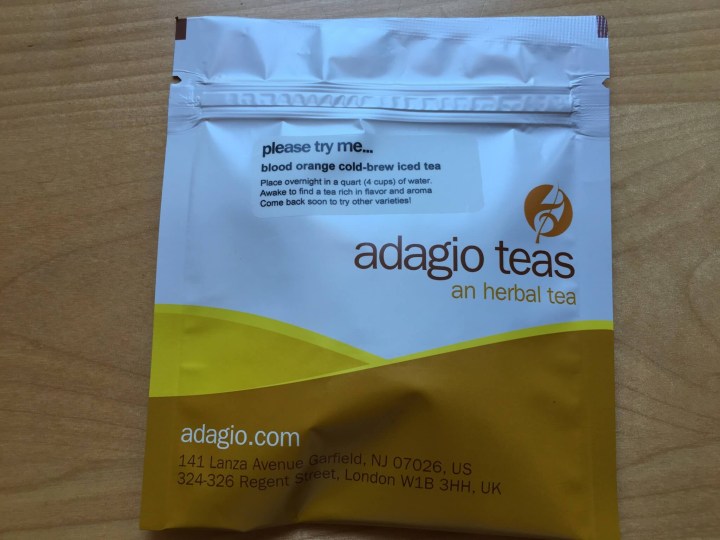 please try me...
blood orange cold-brew iced tea
Place overnight in a quart (4 cups) of water.
Awake to find a tea rich in flavor and aroma
Come back soon to try other varieties!
adagio teas
an herbal tea
adagio.com
141 Lanza Avenue Garfield, NJ 07026, US
324-326 Regent Street, London W1B 3HH, UK